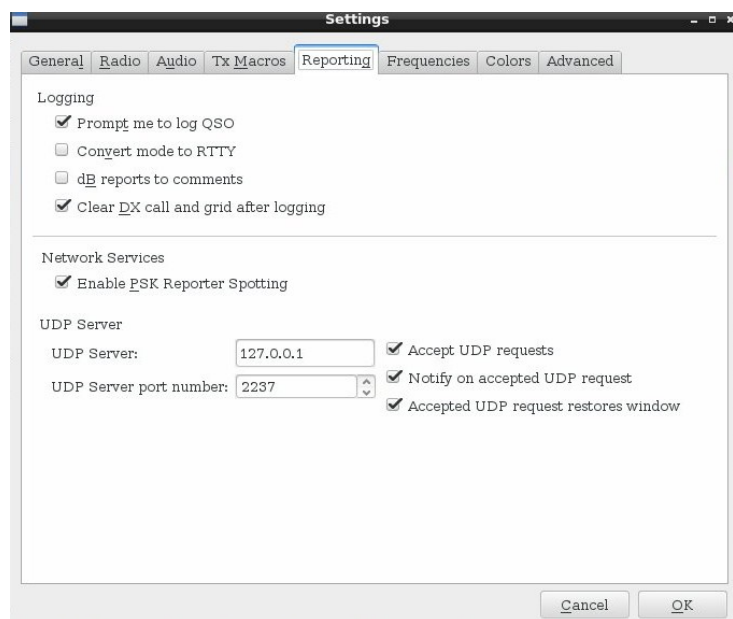 Settings
General Radio Audio Tx Macros Reporting Frequencies Colors Advanced
Logging
Prompt me to log QSO
Convert mode to RTTY
dB reports to comments
Clear DX call and grid after logging
Network Services
Enable PSK Reporter Spotting
UDP Server
UDP Server: 127.0.0.1 Accept UDP requests
UDP Server port number: 2237 Notify on accepted UDP request
Accepted UDP request restores window
Cancel OK